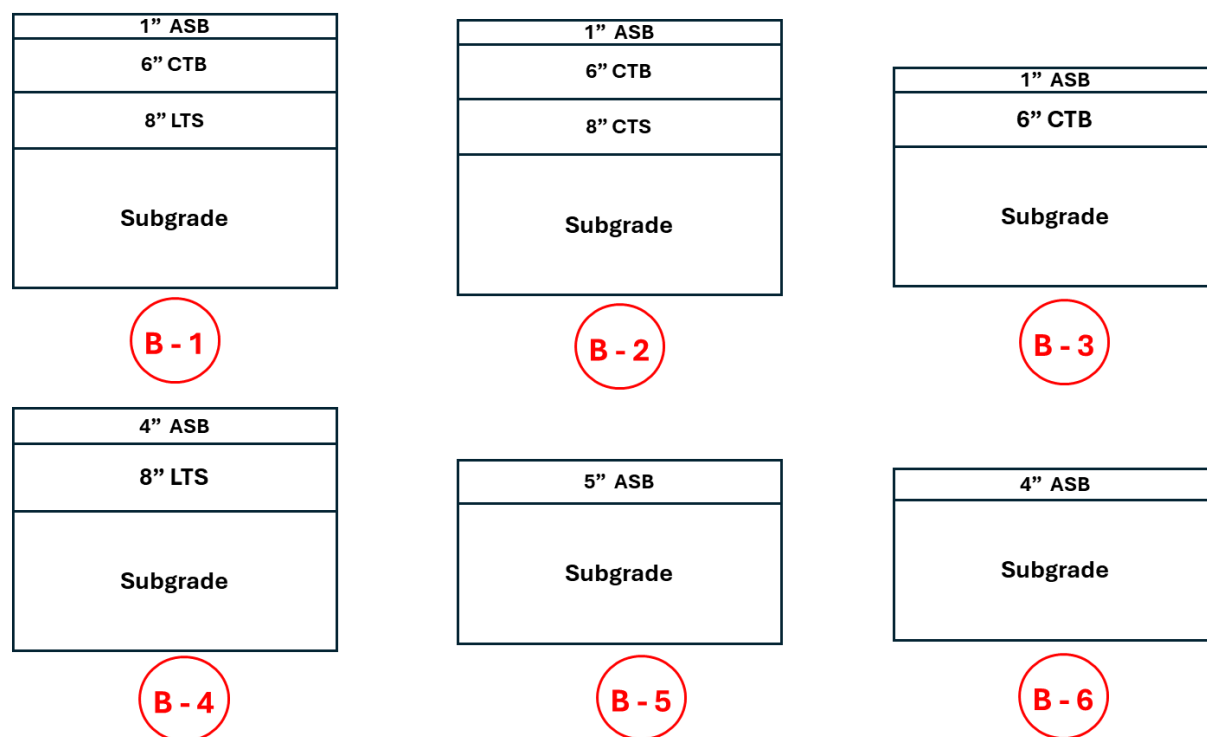 1” ASB
6” CTB
8” LTS
Subgrade
B - 1
1” ASB
6” CTB
8” CTS
Subgrade
B - 2
1” ASB
6” CTB
Subgrade
B - 3
4” ASB
8” LTS
Subgrade
B - 4
5” ASB
Subgrade
B - 5
4” ASB
Subgrade
B - 6